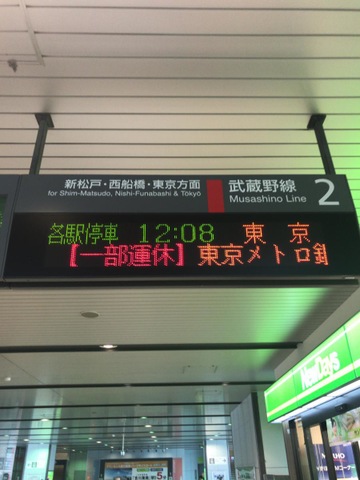 新松戸・西船橋・東京方面
for Shim-Matsudo, Nishi-Funabashi & Tōkyō
武蔵野線
Musashino Line
2
各駅停車 12:08 東京
【一部運休】東京メトロ銀
NewDays